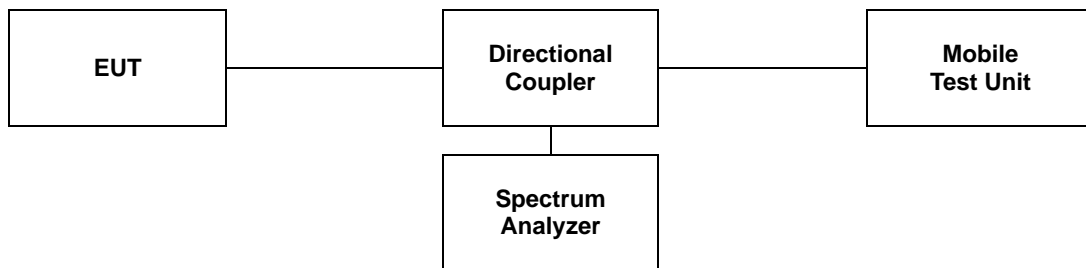 EUT
Directional
Coupler
Mobile
Test Unit
Spectrum
Analyzer